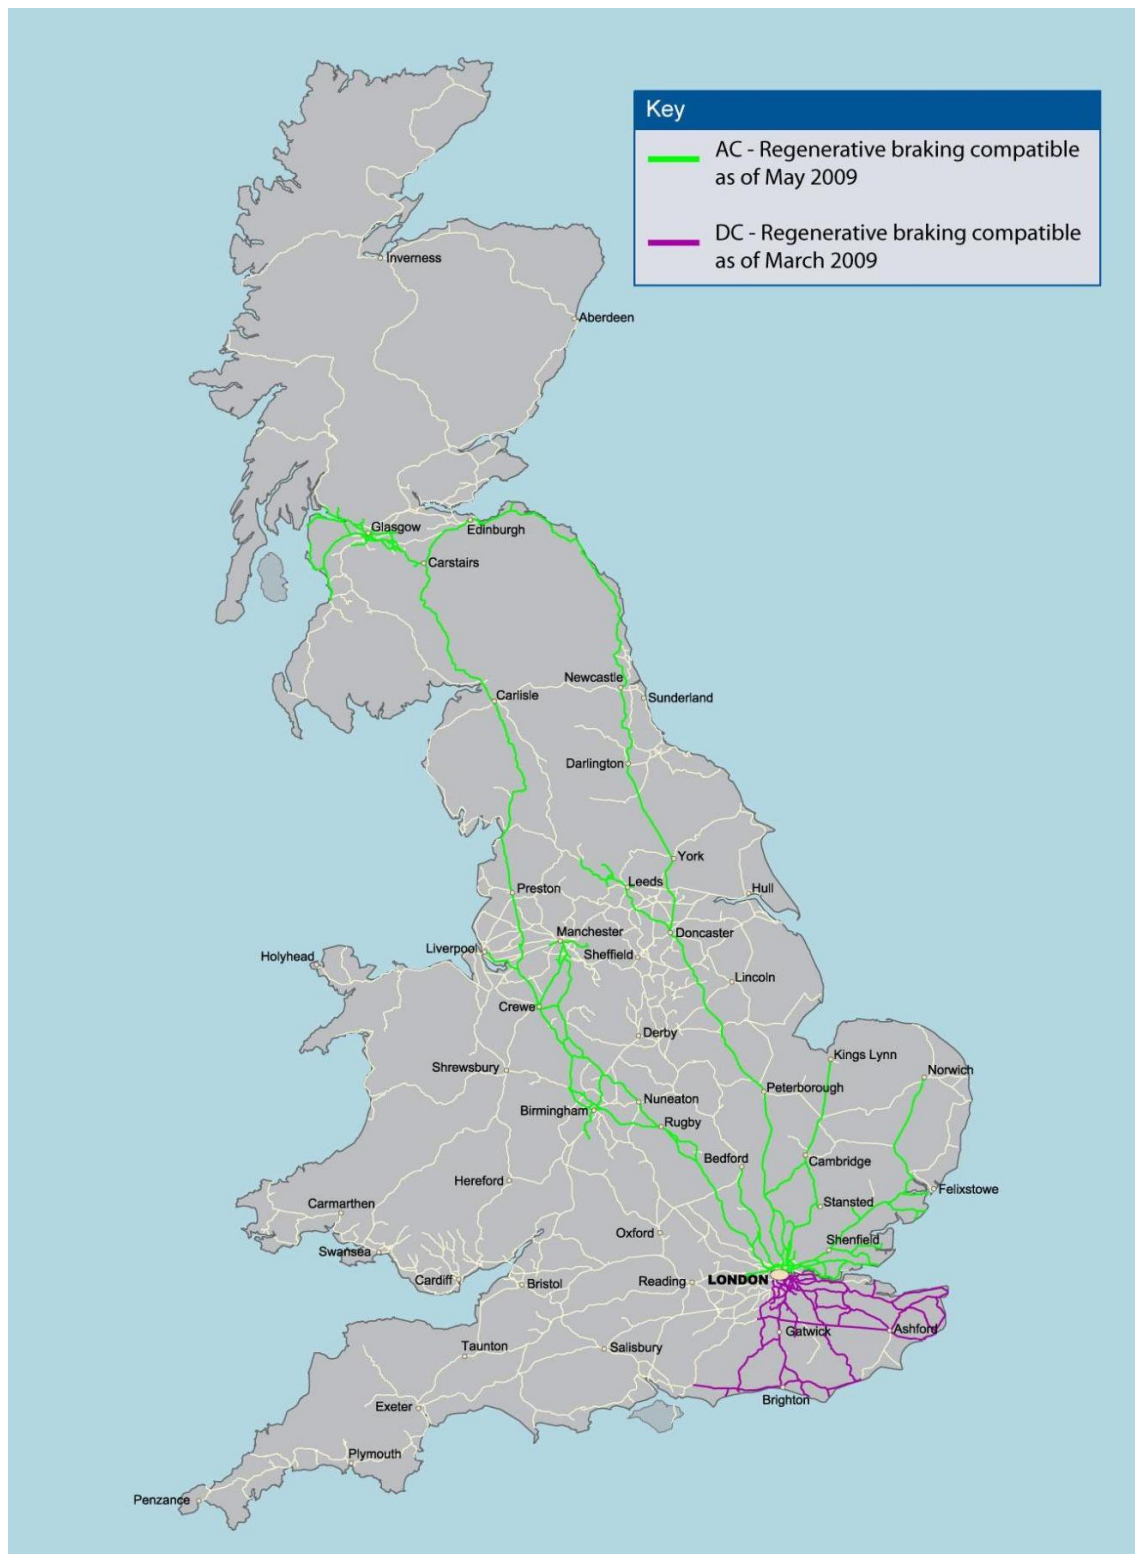 Key
AC - Regenerative braking compatible
as of May 2009
DC - Regenerative braking compatible
as of March 2009
Inverness
Aberdeen
Glasgow
Edinburgh
Carstairs
Newcastle
Carlisle
Sunderland
Darlington
York
Leeds
Preston
Hull
Manchester
Doncaster
Liverpool
Sheffield
Holyhead
Lincoln
Crewe
Derby
Kings Lynn
Shrewsbury
Norwich
Peterborough
Nuneaton
Birmingham
Rugby
Bedford
Cambridge
Hereford
Felixstowe
Carmarthen
Stansted
Oxford
Shenfield
Swansea
Cardiff
Bristol
Reading
LONDON
Gatwick
Ashford
Taunton
Salisbury
Brighton
Exeter
Plymouth
Penzance